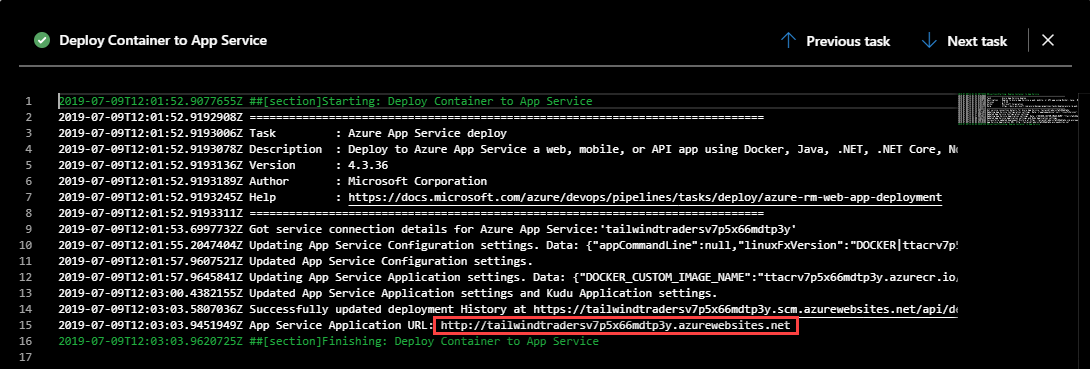 Deploy Container to App Service
Previous task
Next task
1 2019-07-09T12:01:52.9077655Z ##[section]Starting: Deploy Container to App Service
2 2019-07-09T12:01:52.9192908Z ==============================================================================
3 2019-07-09T12:01:52.9193006Z Task         : Azure App Service deploy
4 2019-07-09T12:01:52.9193078Z Description  : Deploy to Azure App Service a web, mobile, or API app using Docker, Java, .NET, .NET Core, No
5 2019-07-09T12:01:52.9193136Z Version      : 4.3.36
6 2019-07-09T12:01:52.9193189Z Author       : Microsoft Corporation
7 2019-07-09T12:01:52.9193245Z Help         : https://docs.microsoft.com/azure/devops/pipelines/tasks/deploy/azure-rm-web-app-deployment
8 2019-07-09T12:01:52.9193311Z ==============================================================================
9 2019-07-09T12:01:53.6997732Z Got service connection details for Azure App Service:'tailwindtradersv7p5x66mdtp3y'
10 2019-07-09T12:01:55.2047404Z Updating App Service Configuration settings. Data: {"appCommandLine":null,"linuxFxVersion":"DOCKER|ttacrv7p5
11 2019-07-09T12:01:57.9607521Z Updated App Service Configuration settings.
12 2019-07-09T12:01:57.9645841Z Updating App Service Application settings. Data: {"DOCKER_CUSTOM_IMAGE_NAME":"ttacrv7p5x66mdtp3y.azurecr.io/
13 2019-07-09T12:03:00.4382155Z Updated App Service Application settings and Kudu Application settings.
14 2019-07-09T12:03:03.5807036Z Successfully updated deployment History at https://tailwindtradersv7p5x66mdtp3y.scm.azurewebsites.net/api/de
15 2019-07-09T12:03:03.9451949Z App Service Application URL: http://tailwindtradersv7p5x66mdtp3y.azurewebsites.net
16 2019-07-09T12:03:03.9620725Z ##[section]Finishing: Deploy Container to App Service
17